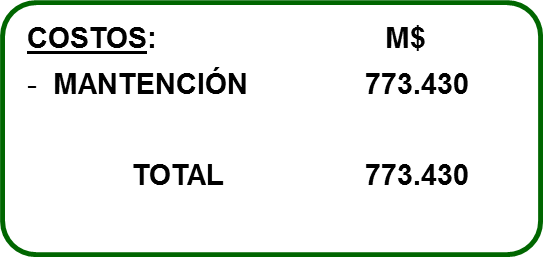 COSTOS: M$
- MANTENCIÓN 773.430
TOTAL 773.430